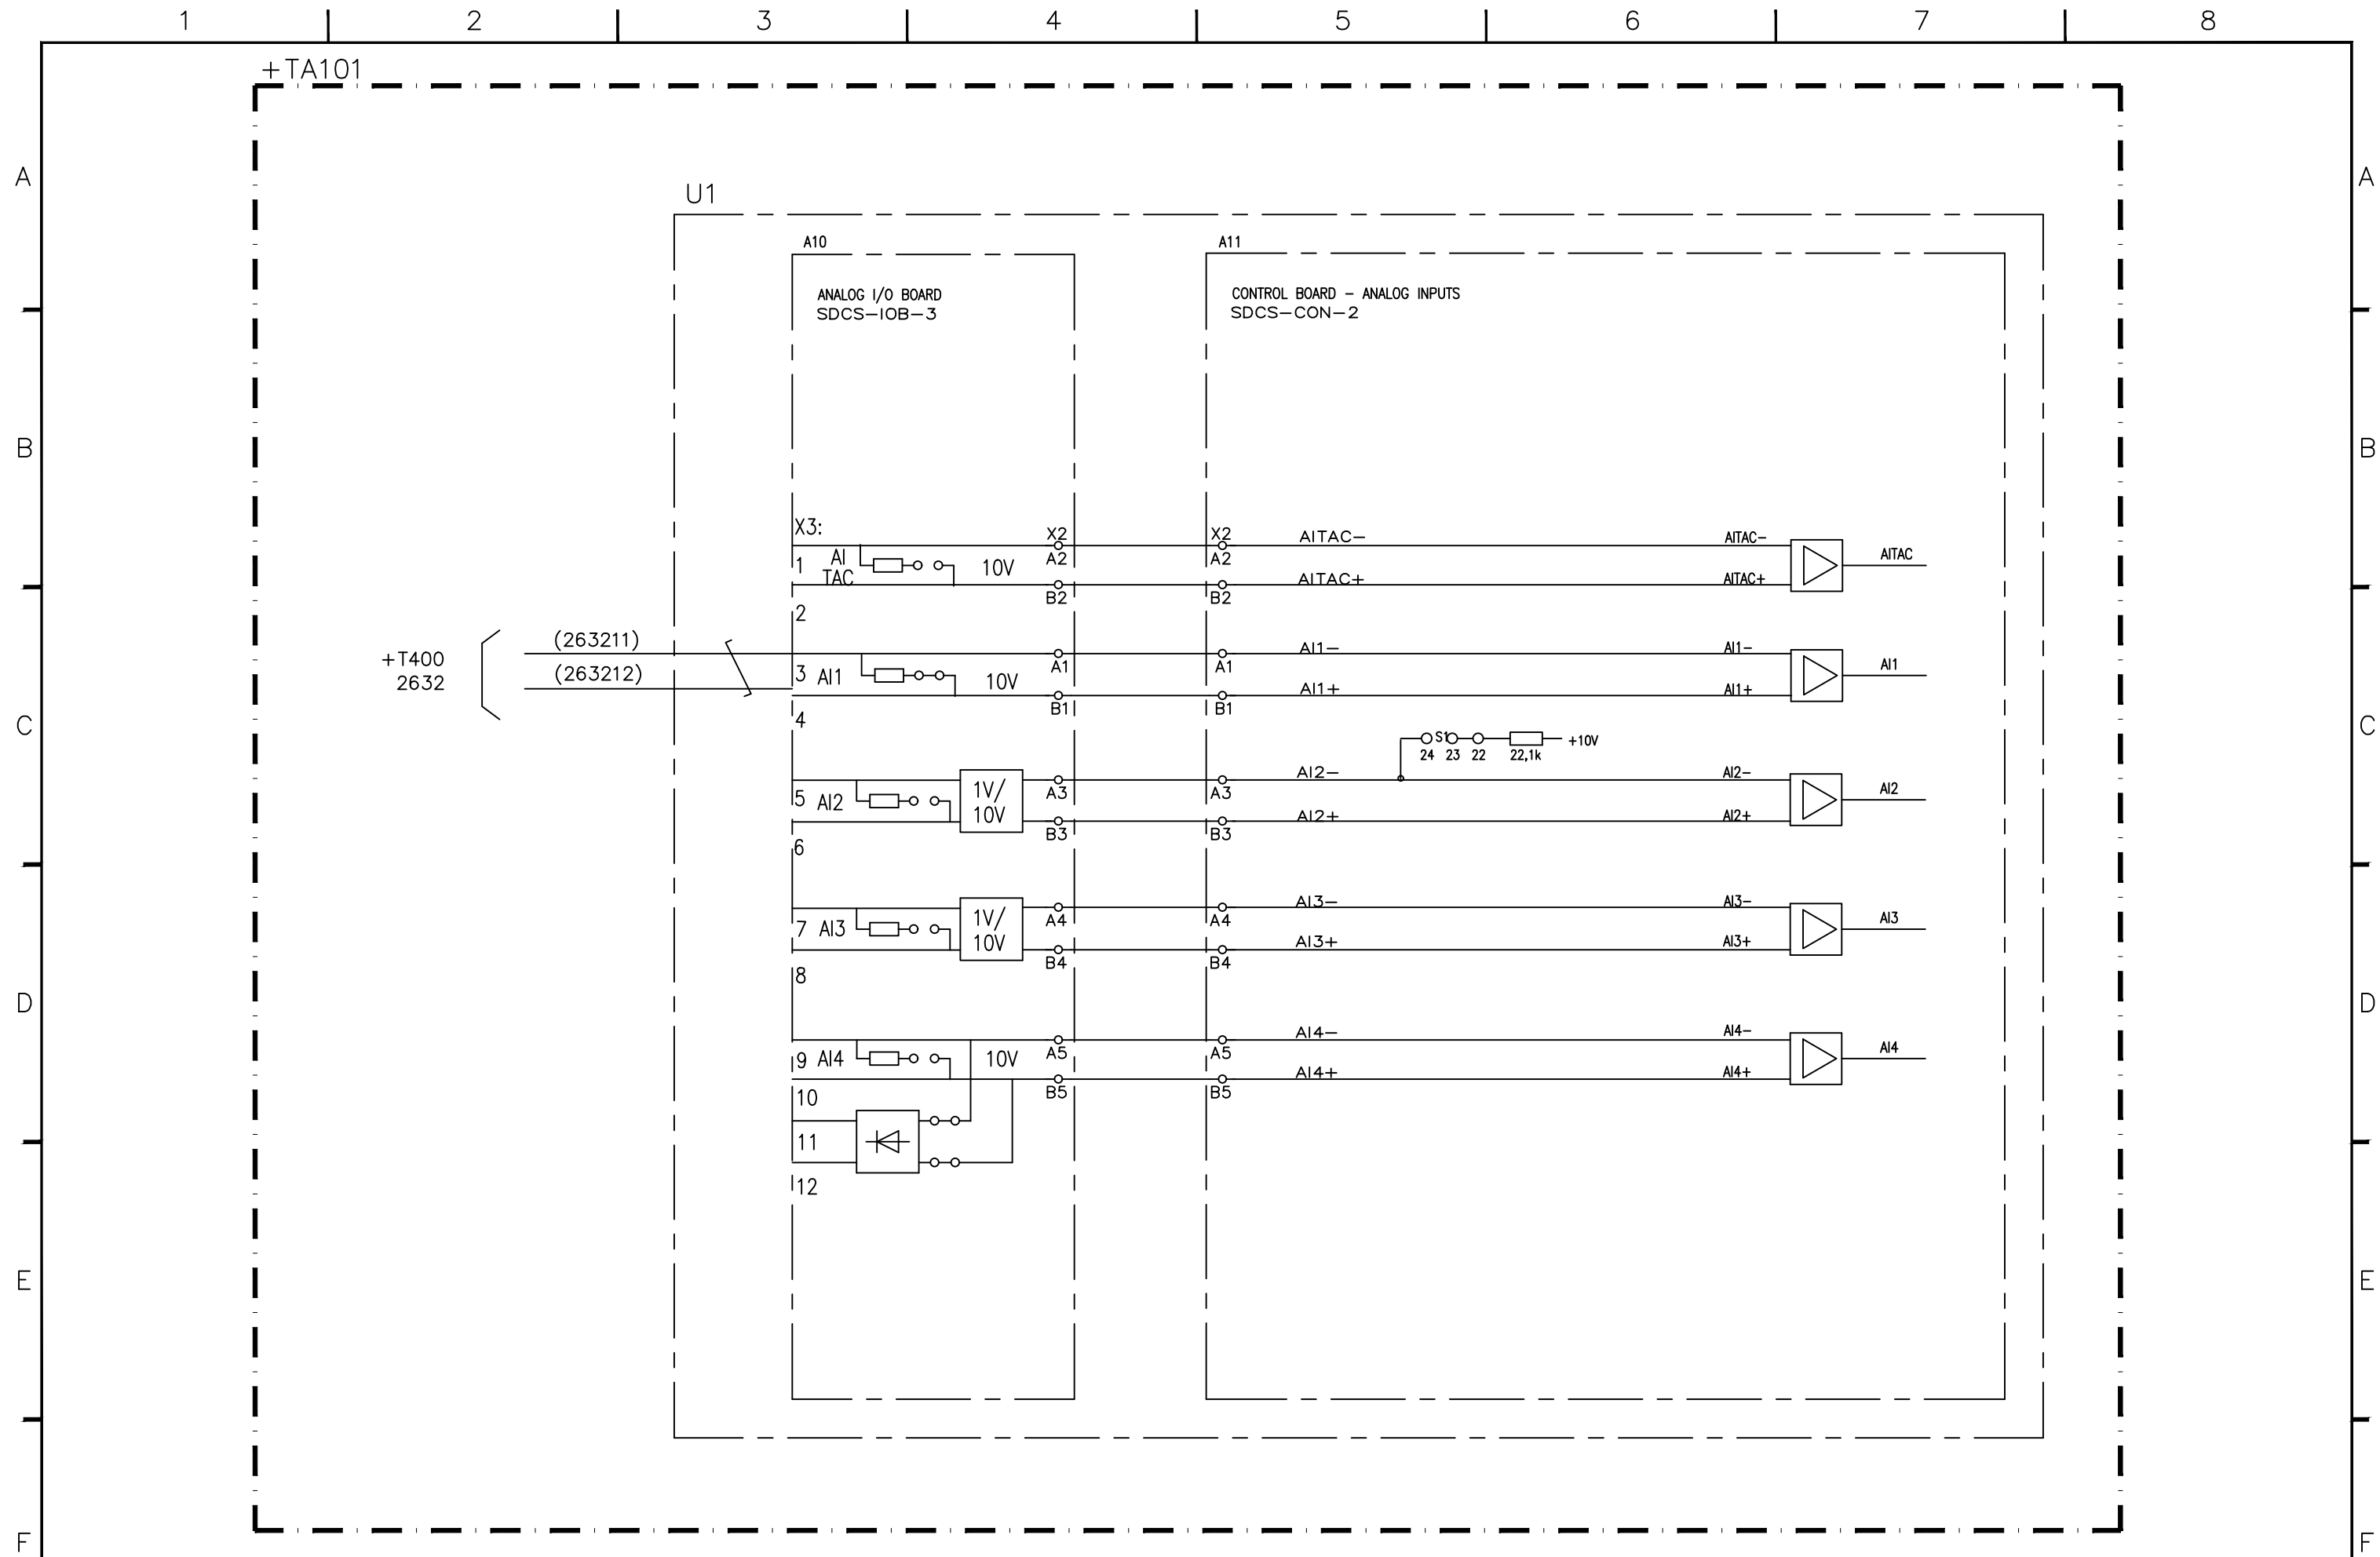 1 2 3 4 5 6 7 8
+TA101
A A
U1
A10 A11
ANALOG I/O BOARD CONTROL BOARD - ANALOG INPUTS
SDCS-IOB-3 SDCS-CON-2
B B
X3: X2 X2 AITAC- AITAC-
1 AI 10V A2 A2 AITAC
TAC AITAC+ AITAC+
2 B2 B2
(263211) AI1- AI1-
+T400 (263212) 3 AI1 10V A1 A1 AI1
2632 AI1+ AI1+
C 4 B1 B1 C
S1 +10V
24 23 22 22,1k
AI2- AI2-
5 AI2 1V/ A3 A3 AI2
10V AI2+ AI2+
6 B3 B3
AI3- AI3-
7 AI3 1V/ A4 A4 AI3
10V AI3+ AI3+
8 B4 B4
D D
AI4- AI4-
9 AI4 10V A5 A5 AI4
AI4+ AI4+
10 B5 B5
11
12
E E
F F